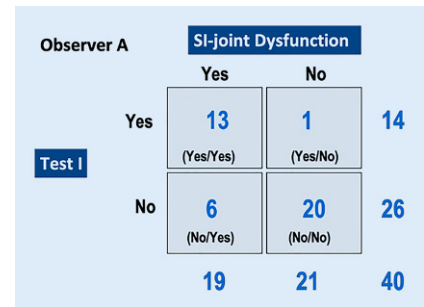 Observer A SI-joint Dysfunction
Yes No
Yes 13 1 14
(Yes/Yes) (Yes/No)
Test I
No 6 20 26
(No/Yes) (No/No)
19 21 40